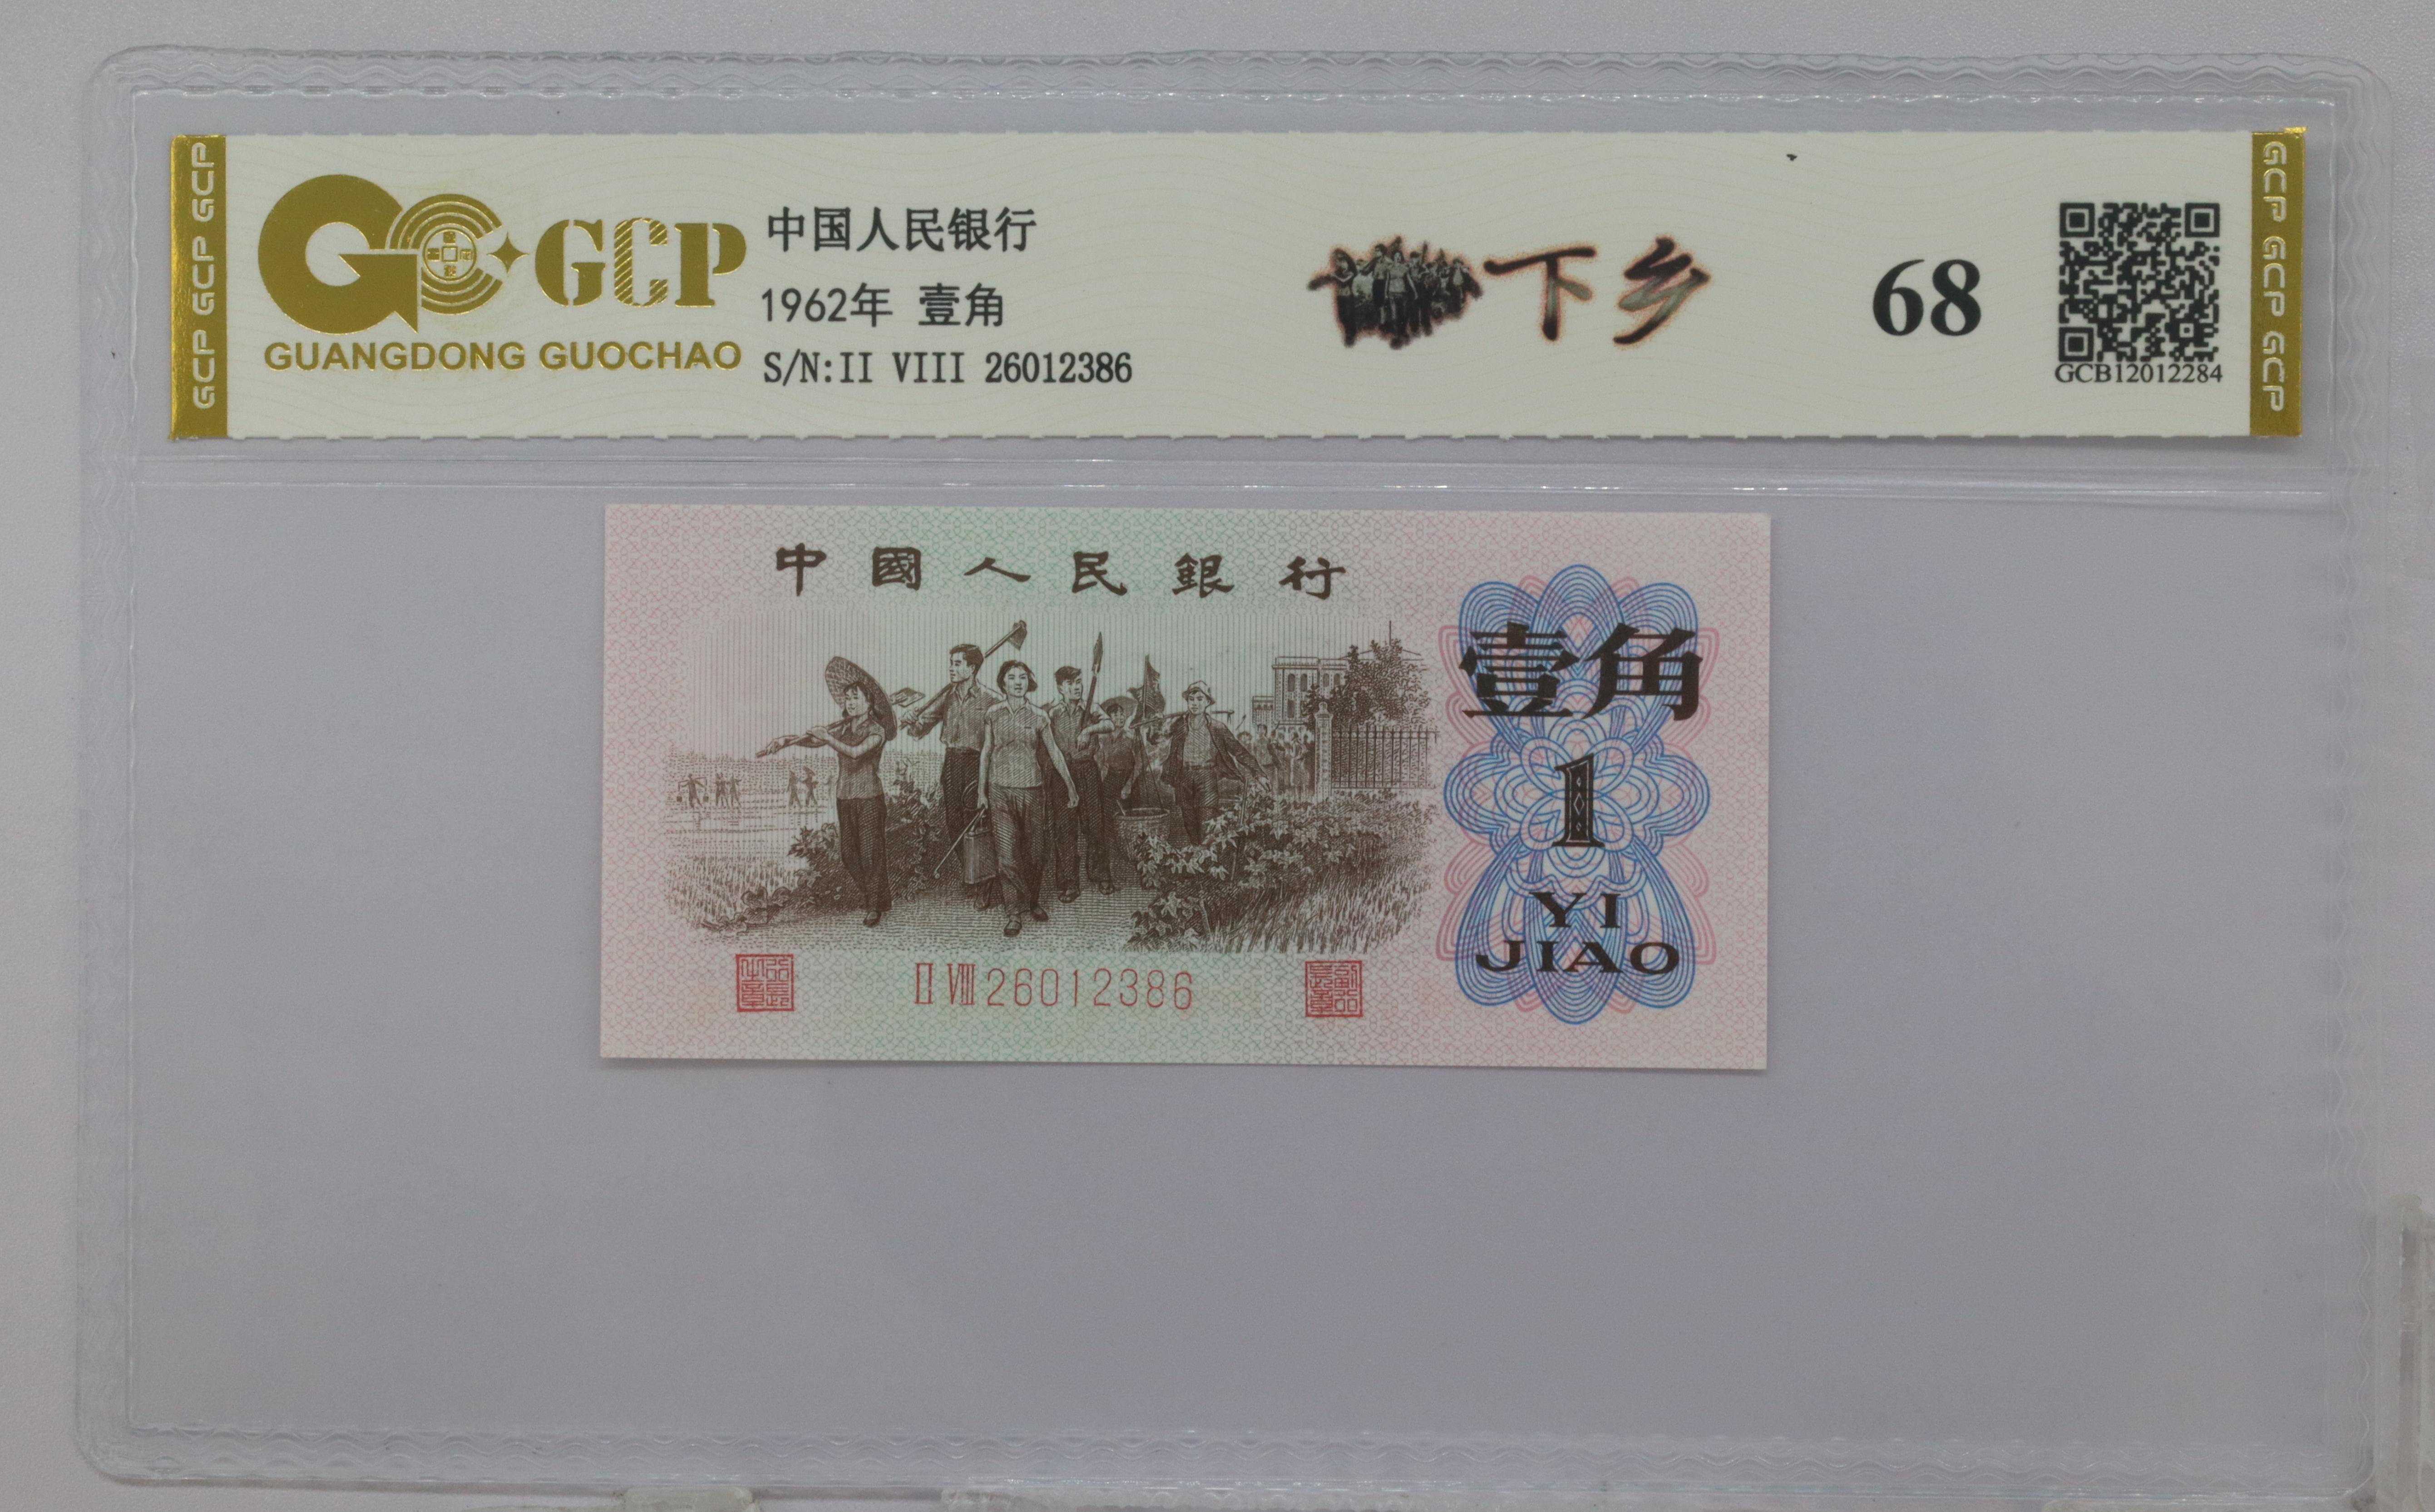 GCP GCP GCP
GCP
GUANGDONG GUOCHAO
中国人民银行
1962年 壹角
S/N:II VIII 26012386
下乡
68
GCB12012284
GCP GCP GCP
中國人民銀行
壹角
1
YI
JIAO
II VIII 26012386